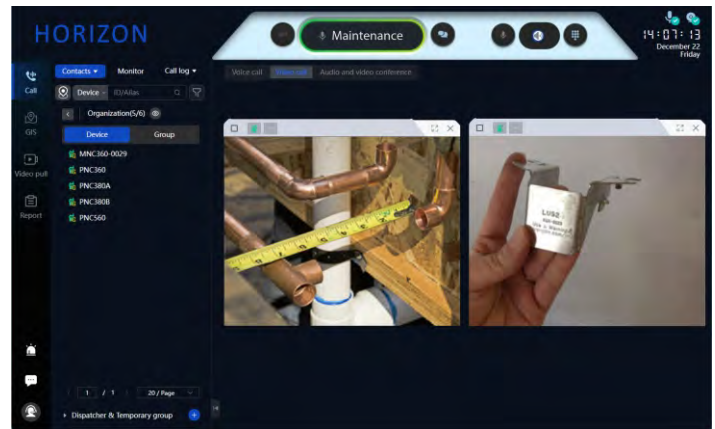 HORIZON
Maintenance
14:07:13
December 22
Friday
Call
GIS
Video pull
Report
Contacts
Monitor
Call log
Device
ID/Alias
Organization(5/6)
Device
Group
MNC360-0029
PNC360
PNC380A
PNC380B
PNC560
1 / 1
20 / Page
Dispatcher & Temporary group
Voice call
Video call
Audio and video conference
LUS2